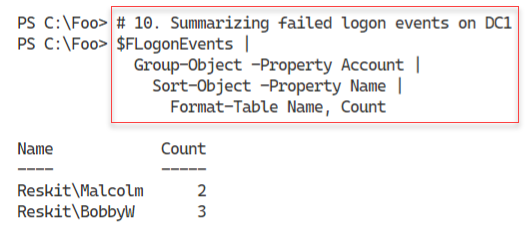 PS C:\Foo> # 10. Summarizing failed logon events on DC1
PS C:\Foo> $FLogonEvents |
Group-Object -Property Account |
Sort-Object -Property Name |
Format-Table Name, Count
Name Count
---- -----
Reskit\Malcolm 2
Reskit\BobbyW 3